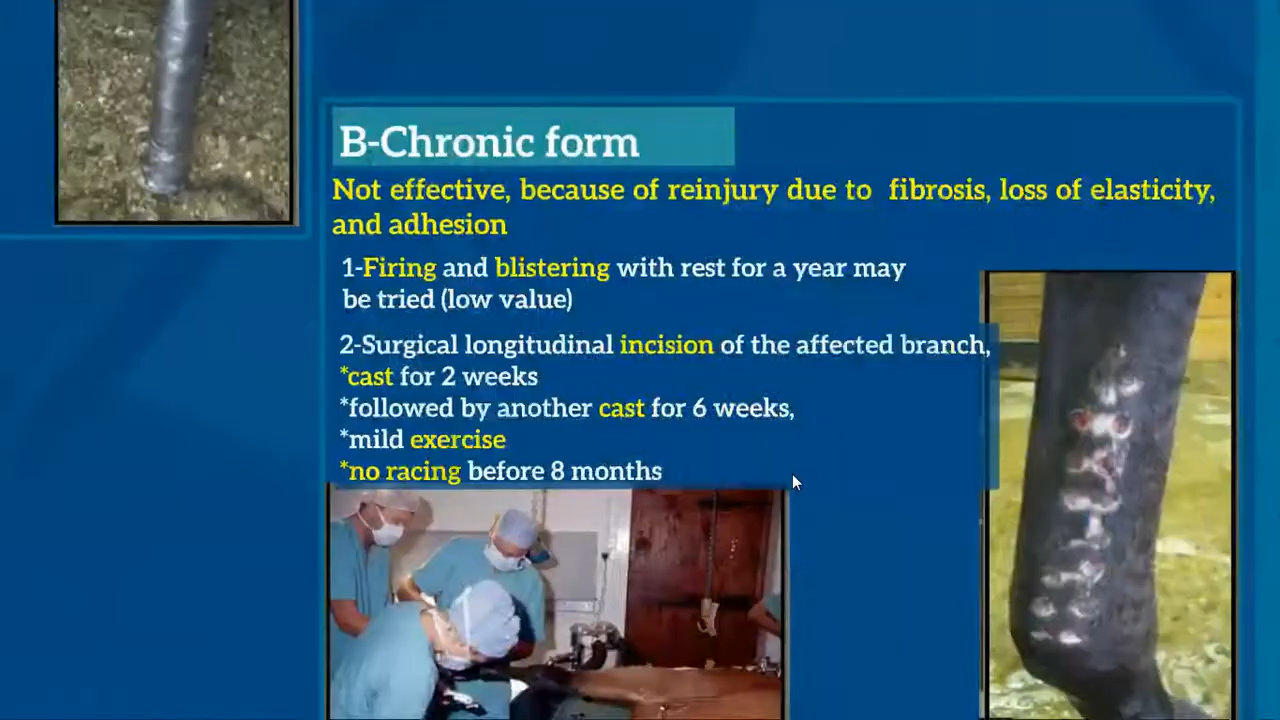 B-Chronic form
Not effective, because of reinjury due to fibrosis, loss of elasticity,
and adhesion
1-Firing and blistering with rest for a year may
be tried (low value)
2-Surgical longitudinal incision of the affected branch,
*cast for 2 weeks
*followed by another cast for 6 weeks,
*mild exercise
*no racing before 8 months